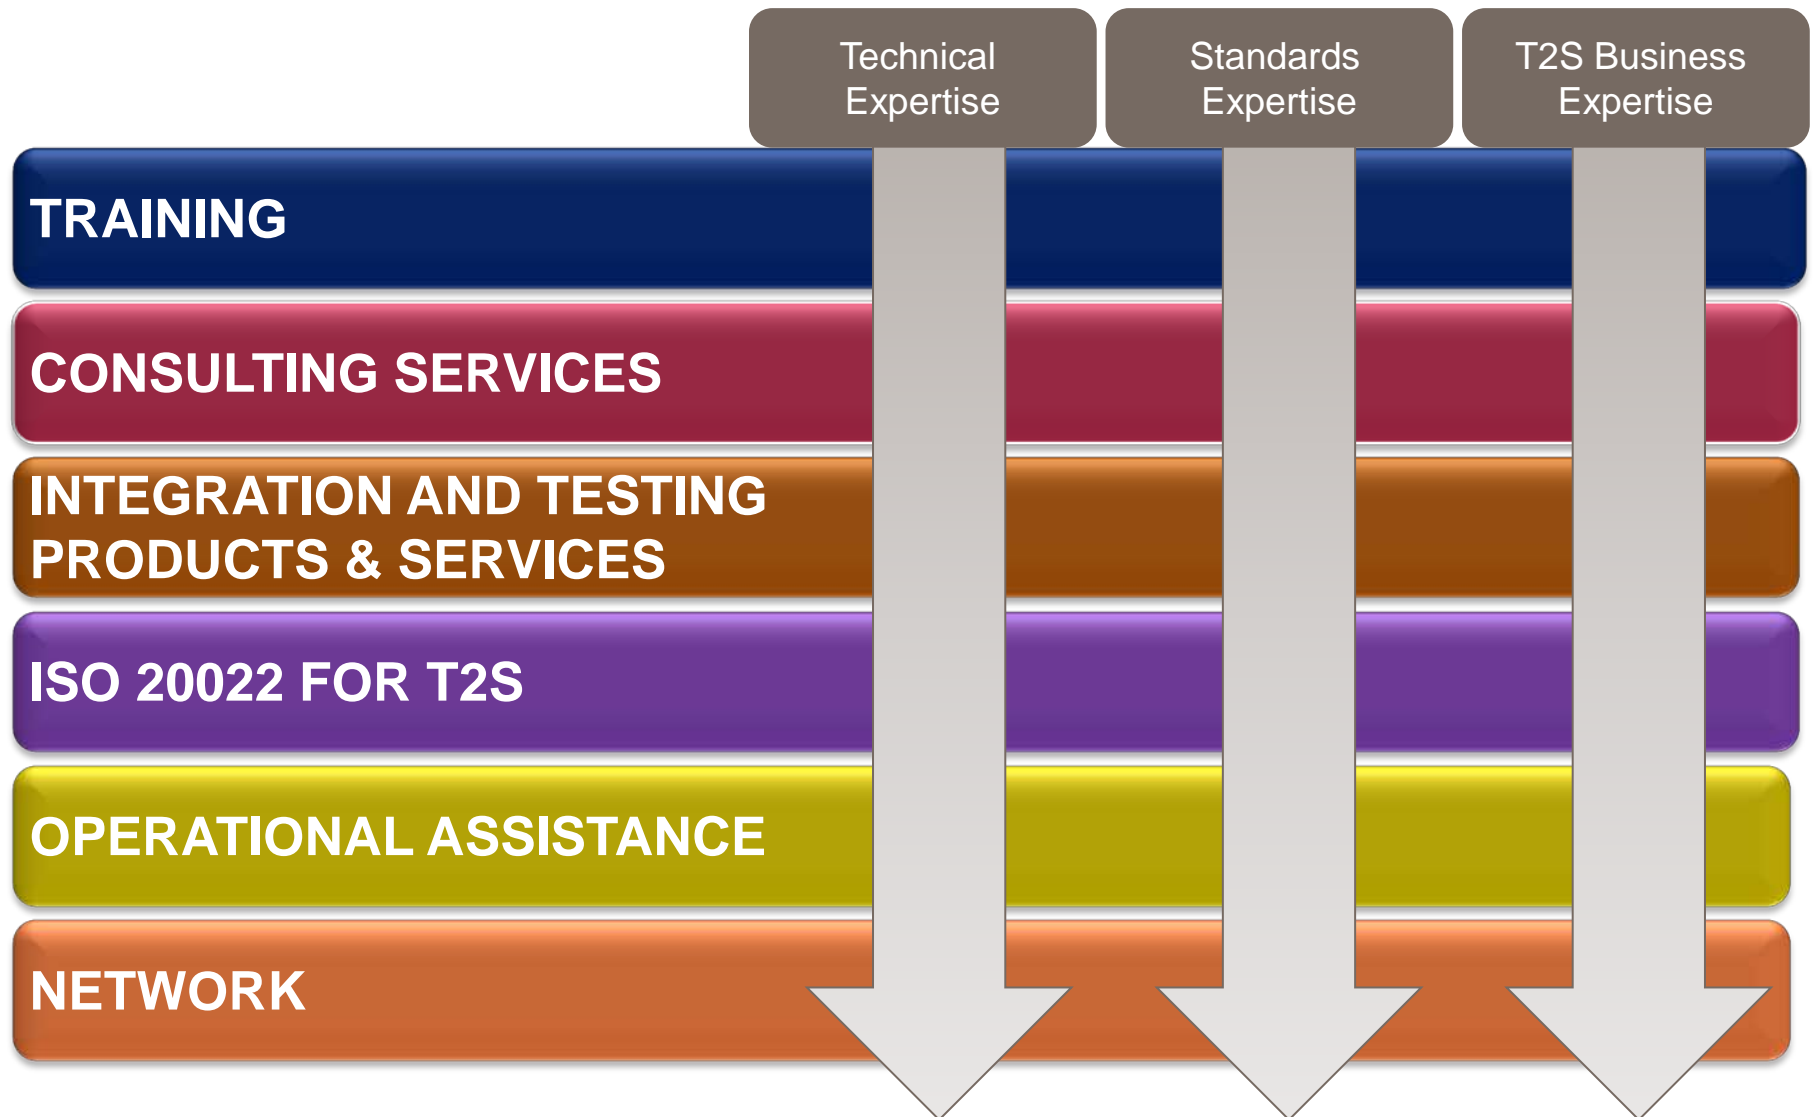 Technical
Expertise
Standards
Expertise
T2S Business
Expertise
TRAINING
CONSULTING SERVICES
INTEGRATION AND TESTING
PRODUCTS & SERVICES
ISO 20022 FOR T2S
OPERATIONAL ASSISTANCE
NETWORK